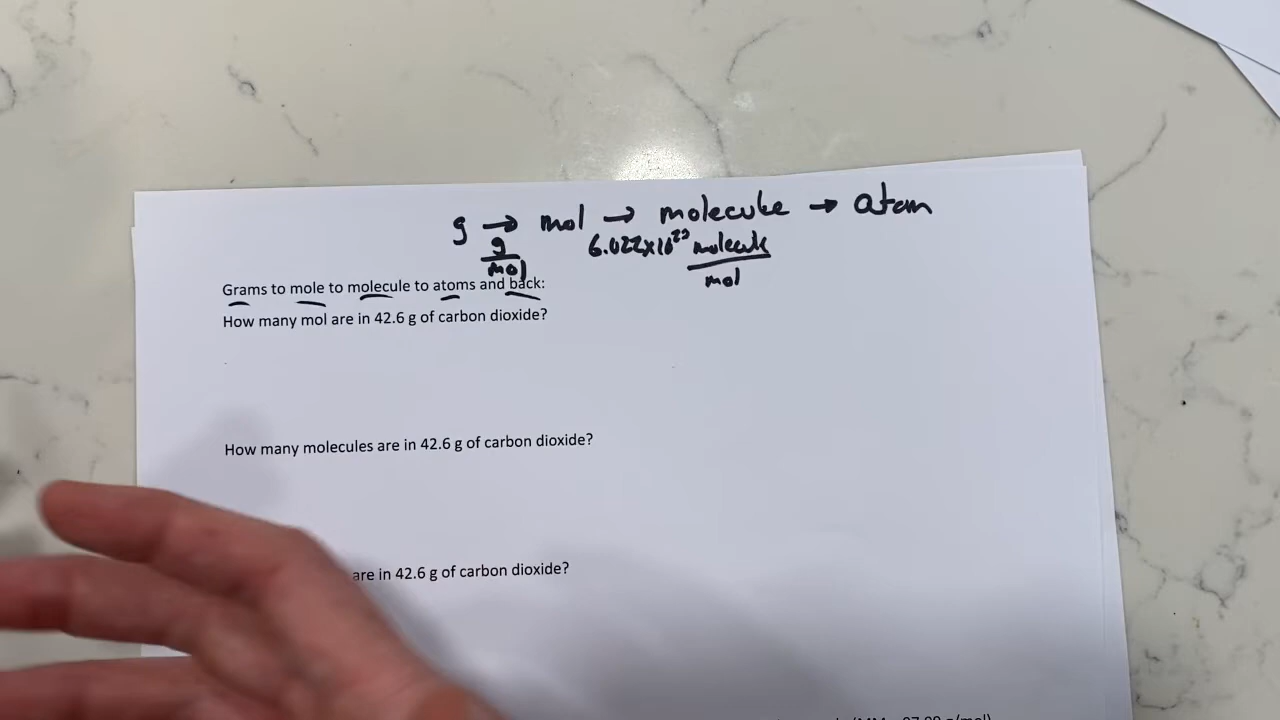 g → mol → molecule → atom
g/mol 6.022x10²³ molecule/mol
Grams to mole to molecule to atoms and back:
How many mol are in 42.6 g of carbon dioxide?
How many molecules are in 42.6 g of carbon dioxide?
are in 42.6 g of carbon dioxide?